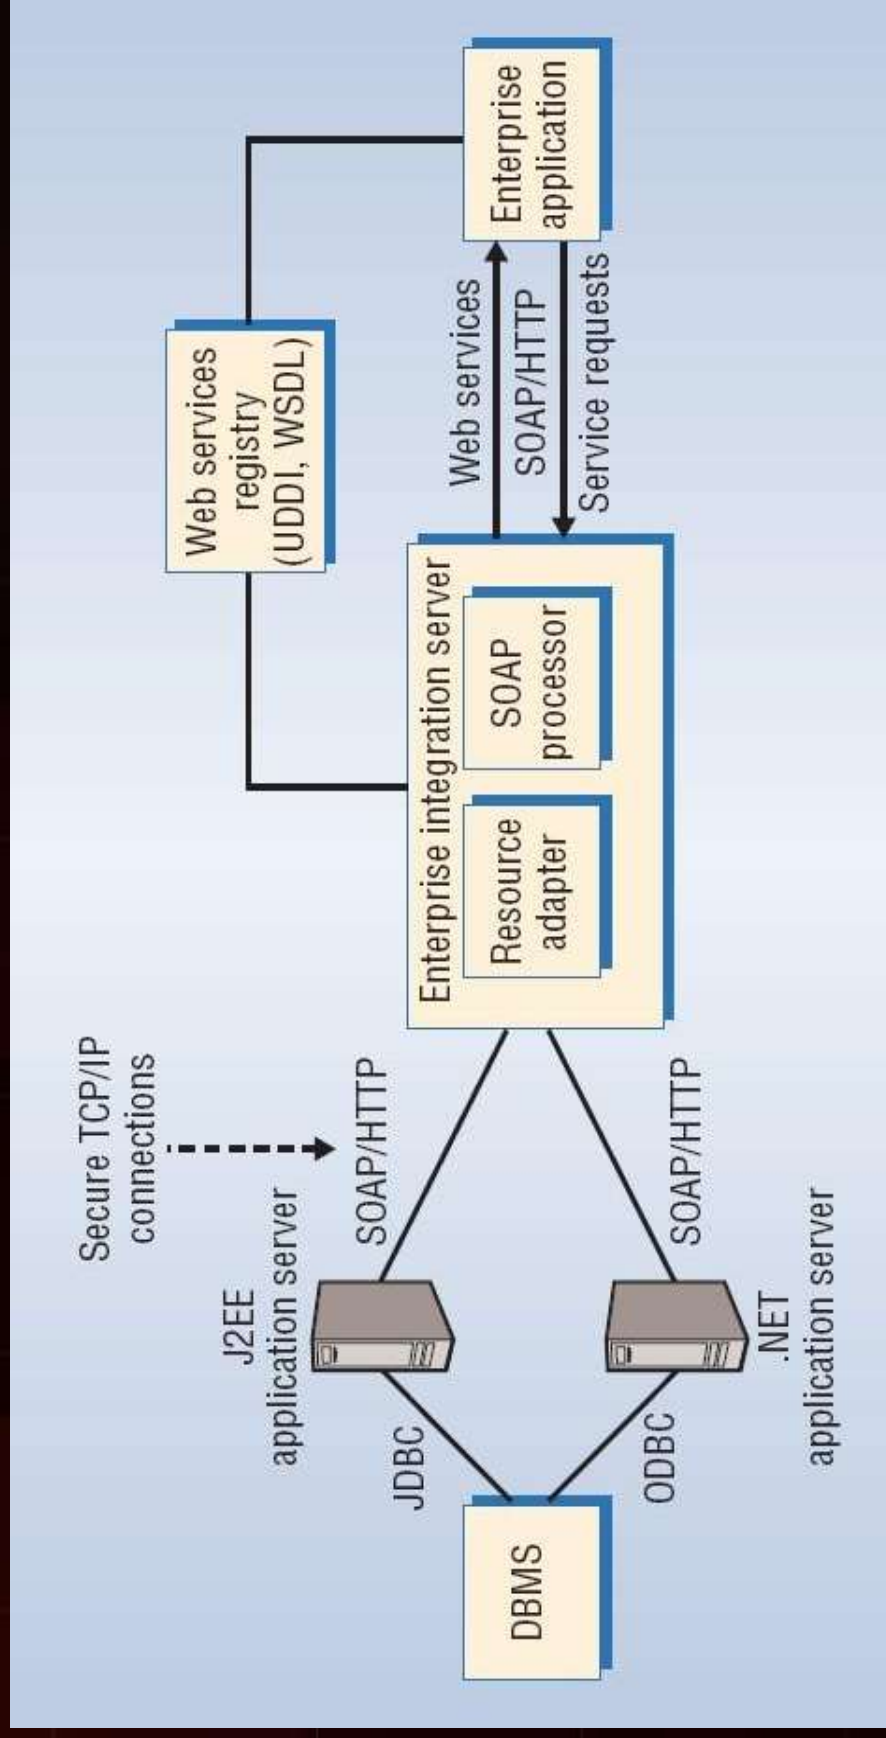 Secure TCP/IP
connections
Web services
registry
(UDDI, WSDL)
J2EE
application server
SOAP/HTTP
JDBC
DBMS
ODBC
SOAP/HTTP
.NET
application server
Enterprise integration server
Resource
adapter
SOAP
processor
Web services
SOAP/HTTP
Service requests
Enterprise
application